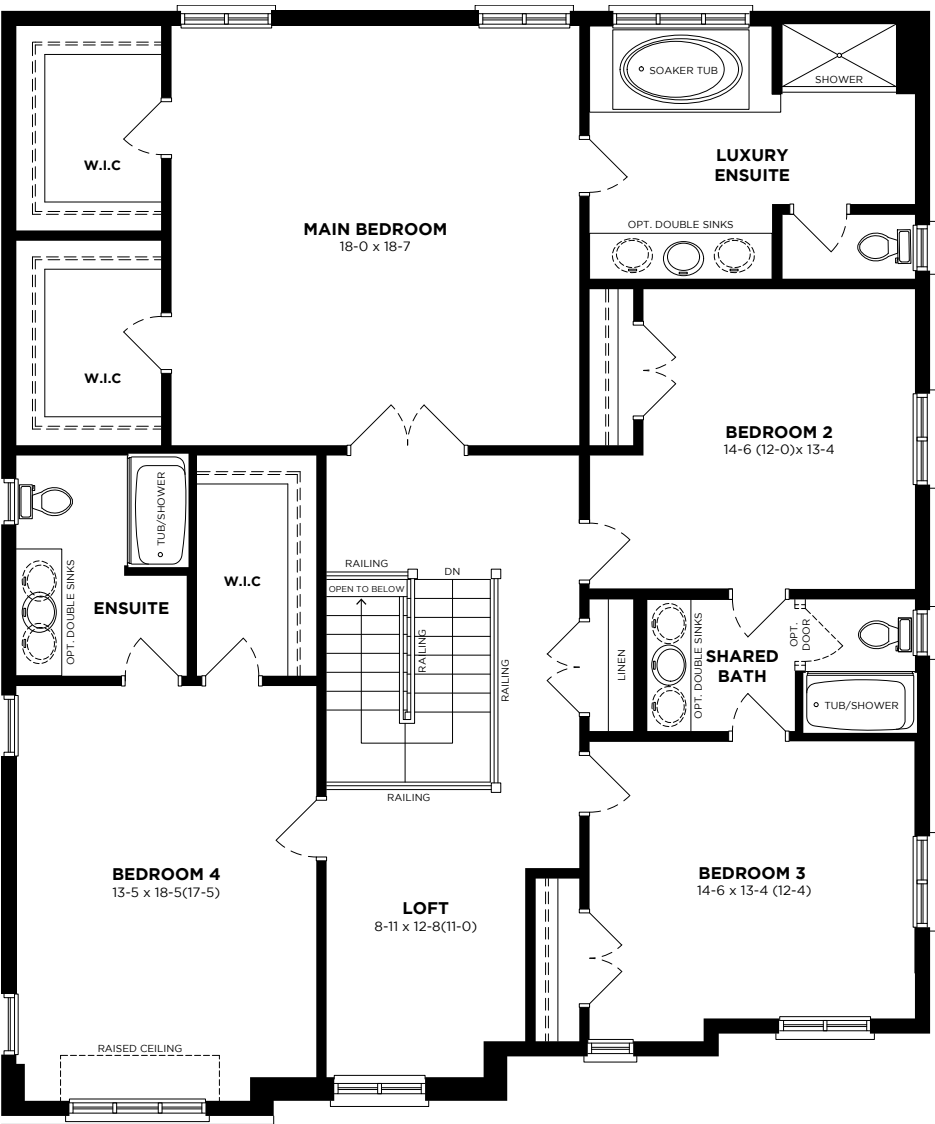 SOAKER TUB
SHOWER
W.I.C
LUXURY
ENSUITE
MAIN BEDROOM
18-0 x 18-7
OPT. DOUBLE SINKS
W.I.C
BEDROOM 2
14-6 (12-0)x 13-4
TUB/SHOWER
W.I.C
RAILING
DN
OPEN TO BELOW
OPT. DOUBLE SINKS
ENSUITE
RAILING
RAILING
LINEN
OPT. DOUBLE SINKS
SHARED
BATH
OPT.
DOOR
TUB/SHOWER
RAILING
BEDROOM 4
13-5 x 18-5(17-5)
BEDROOM 3
14-6 x 13-4 (12-4)
LOFT
8-11 x 12-8(11-0)
RAISED CEILING